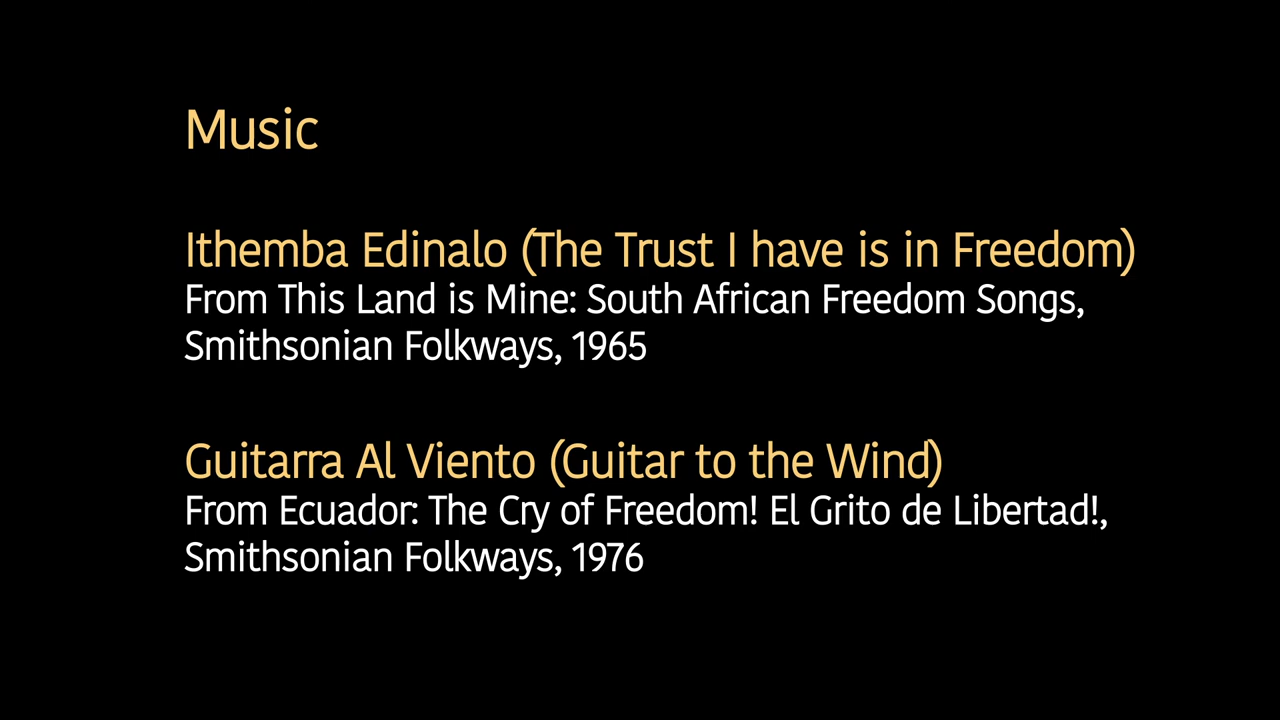 Music
Ithemba Edinalo (The Trust I have is in Freedom)
From This Land is Mine: South African Freedom Songs,
Smithsonian Folkways, 1965
Guitarra Al Viento (Guitar to the Wind)
From Ecuador: The Cry of Freedom! El Grito de Libertad!,
Smithsonian Folkways, 1976